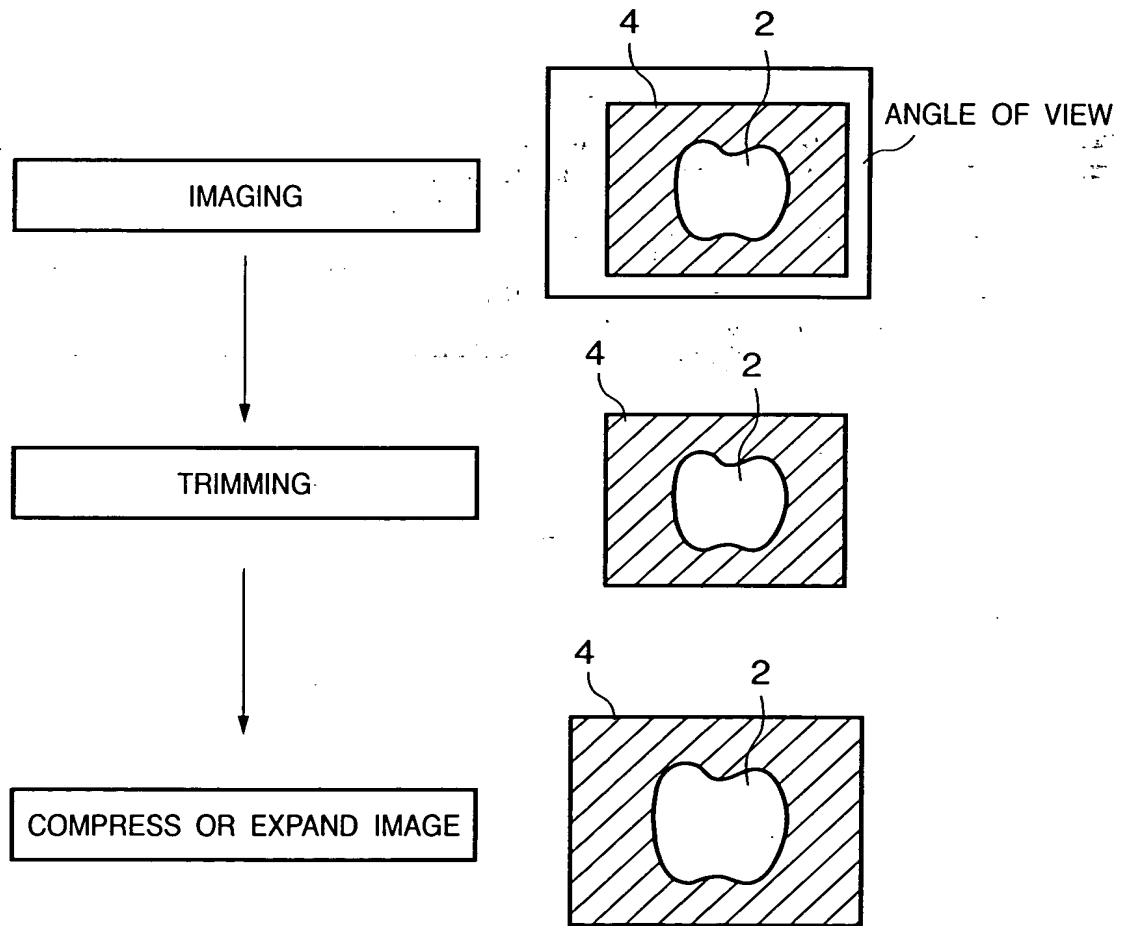 4 2
ANGLE OF VIEW
IMAGING
4 2
TRIMMING
4 2
COMPRESS OR EXPAND IMAGE